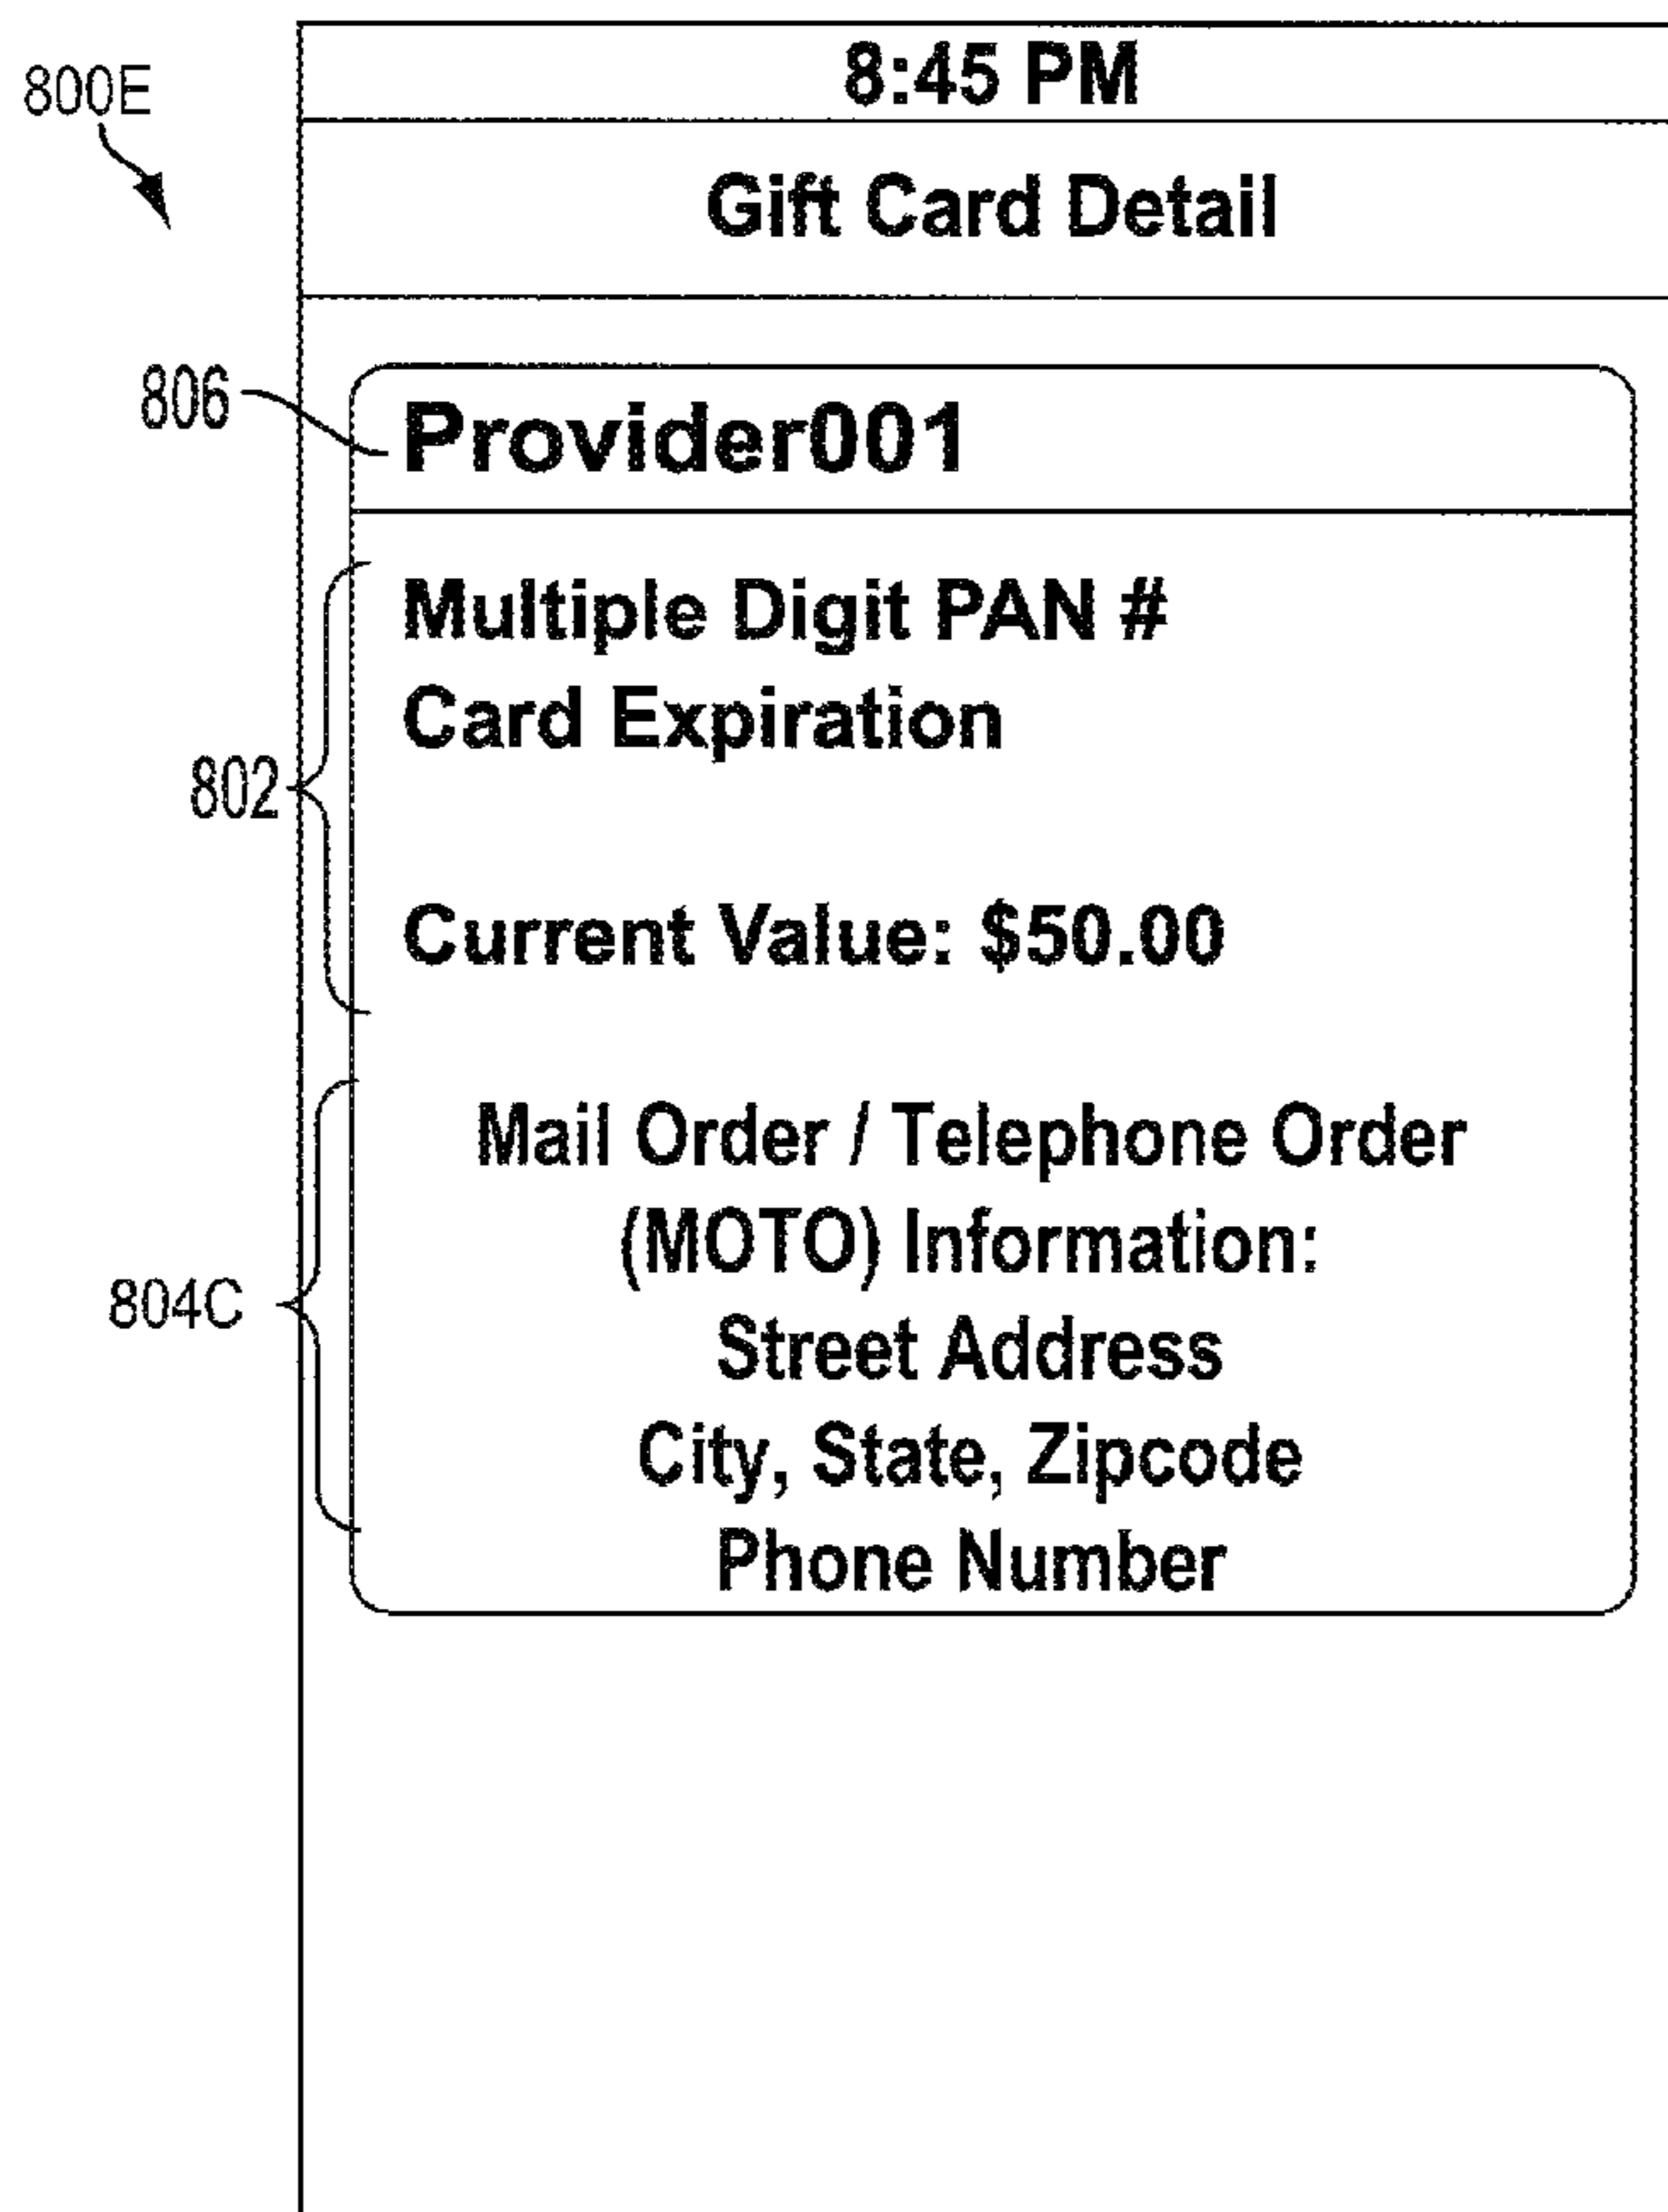 8:45 PM
800E
Gift Card Detail
806
Provider001
Multiple Digit PAN #
Card Expiration
802
Current Value: $50.00
Mail Order / Telephone Order
(MOTO) Information:
804C
Street Address
City, State, Zipcode
Phone Number